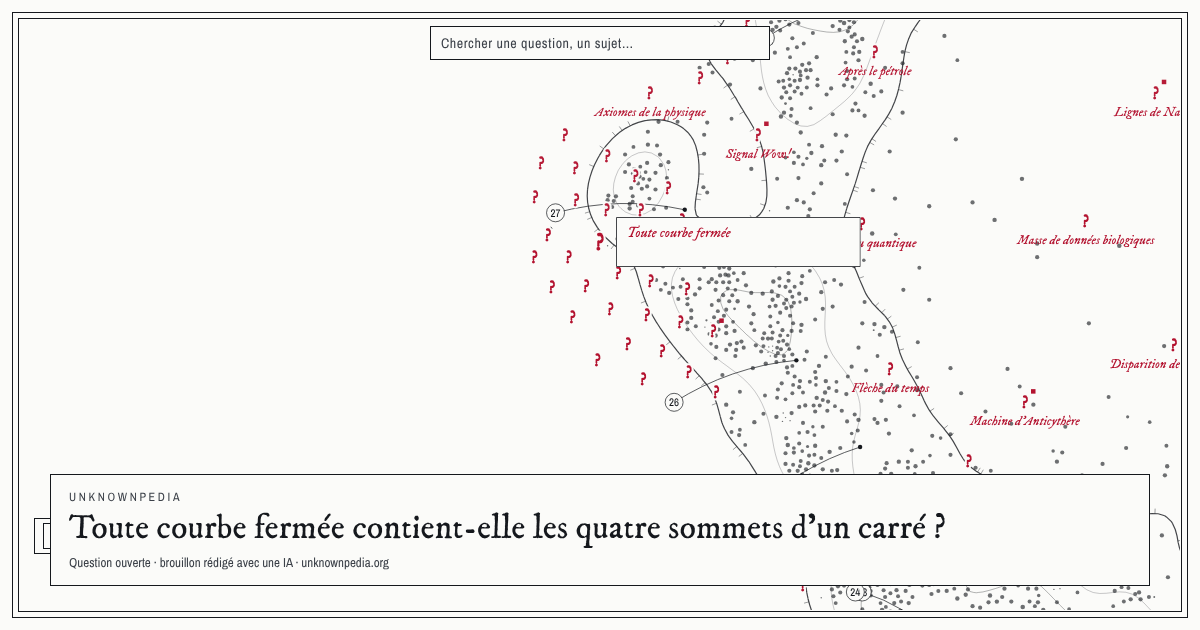 Chercher une question, un sujet...
Après le pétrole
Axiomes de la physique
Lignes de Na
Signal Wow!
27
Toute courbe fermée
quantique
Masse de données biologiques
Disparition de
Flèche du temps
26
Machine d'Anticythère
UNKNOWNPEDIA
Toute courbe fermée contient-elle les quatre sommets d'un carré ?
Question ouverte · brouillon rédigé avec une IA · unknownpedia.org
24